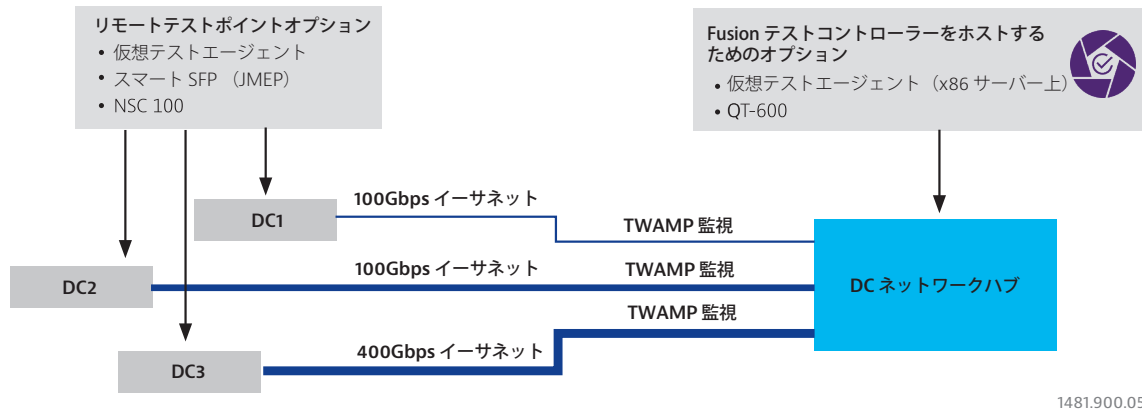 リモートテストポイントオプション
• 仮想テストエージェント
• スマート SFP （JMEP）
• NSC 100
Fusion テストコントローラーをホストする
ためのオプション
• 仮想テストエージェント（x86 サーバー上）
• QT-600
100Gbps イーサネット
DC1
TWAMP 監視
100Gbps イーサネット
TWAMP 監視
DC2
DC ネットワークハブ
TWAMP 監視
400Gbps イーサネット
DC3
1481.900.05